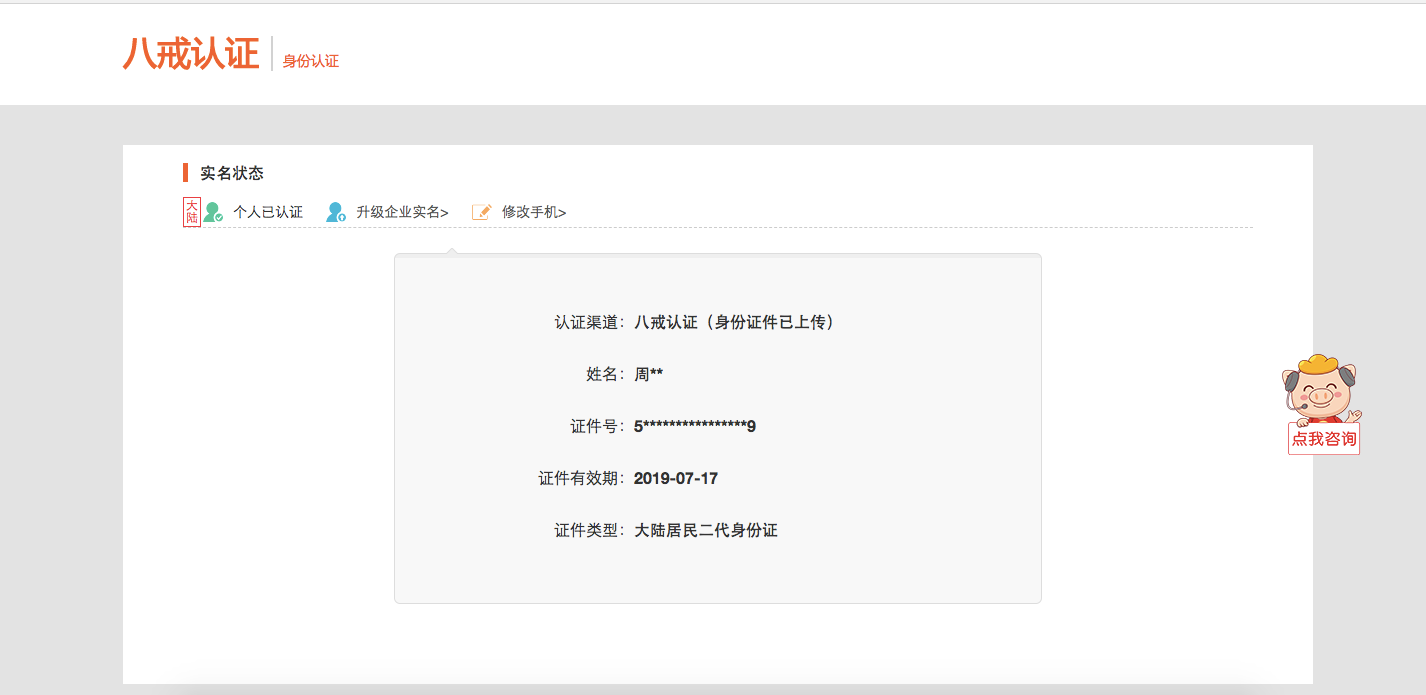 八戒认证 身份认证
实名状态
大陆 个人已认证 升级企业实名> 修改手机>
认证渠道：八戒认证（身份证件已上传）
姓名：周**
证件号：5****************9
证件有效期：2019-07-17
证件类型：大陆居民二代身份证
点我咨询